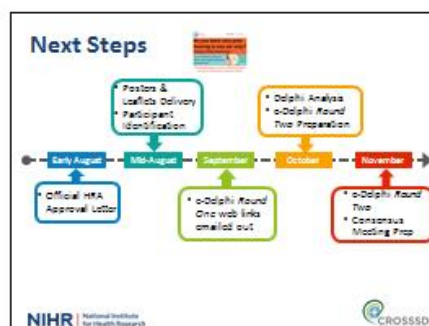 Next Steps
• Posters &
Leaflets Delivery
• Participant
Identification
• Delphi Analysis
• e-Delphi Round
Two Preparation
Early August
Mid-August
September
October
November
• Official HRA
Approval Letter
• e-Delphi Round
One web links
emailed out
• e-Delphi Round
Two
• Consensus
Meeting Prep
NIHR | National Institute
for Health Research
CROSSSD